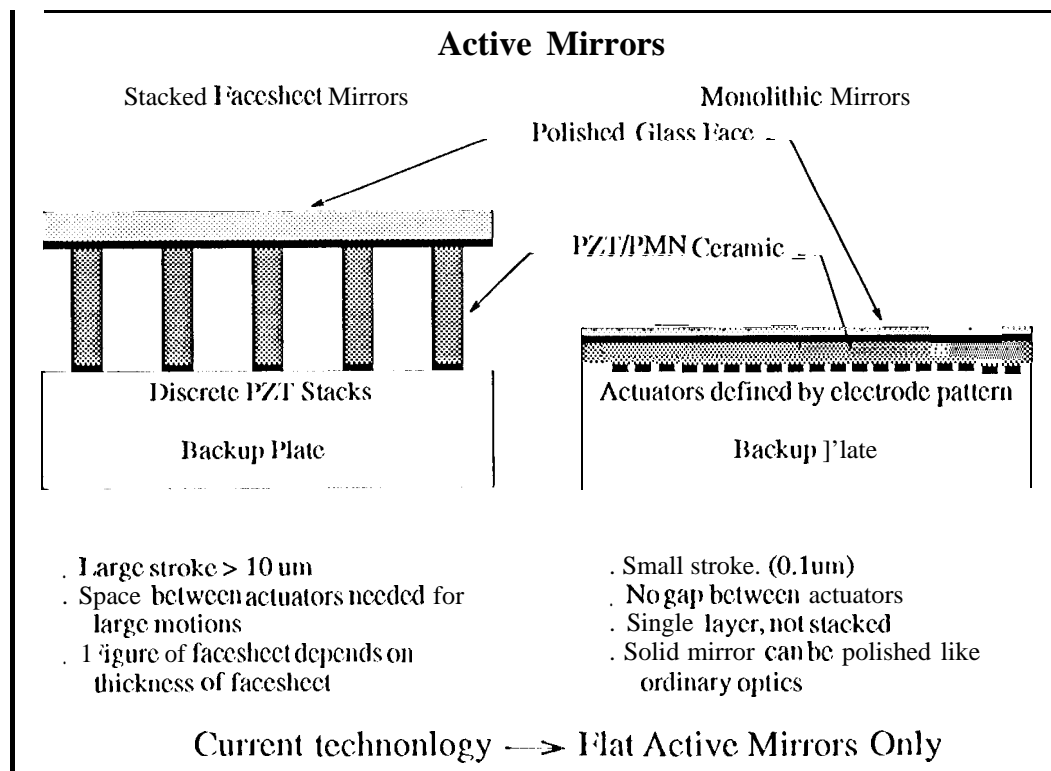 Active Mirrors
Stacked Facesheet Mirrors
Monolithic Mirrors
Polished Glass Face
PZT/PMN Ceramic
Discrete PZT Stacks
Backup Plate
Actuators defined by electrode pattern
Backup ]'late
. Large stroke > 10 um
. Space between actuators needed for
large motions
. 1 Figure of facesheet depends on
thickness of facesheet
. Small stroke. (0.1um)
. No gap between actuators
. Single layer, not stacked
. Solid mirror can be polished like
ordinary optics
Current technonlogy --> Flat Active Mirrors Only